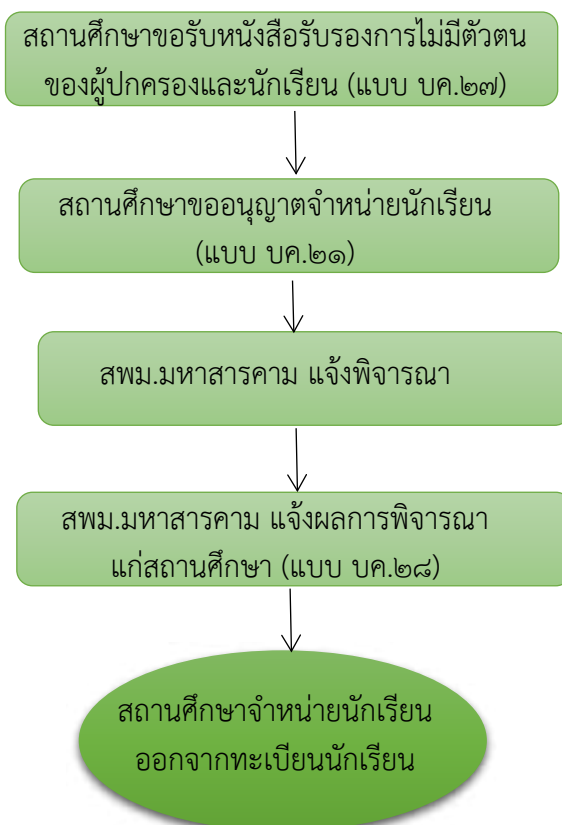 สถานศึกษาขอรับหนังสือรับรองการไม่มีตัวตน
ของผู้ปกครองและนักเรียน (แบบ บค.๒๗)
สถานศึกษาขออนุญาตจำหน่ายนักเรียน
(แบบ บค.๒๑)
สพม.มหาสารคาม แจ้งพิจารณา
สพม.มหาสารคาม แจ้งผลการพิจารณา
แก่สถานศึกษา (แบบ บค.๒๘)
สถานศึกษาจำหน่ายนักเรียน
ออกจากทะเบียนนักเรียน